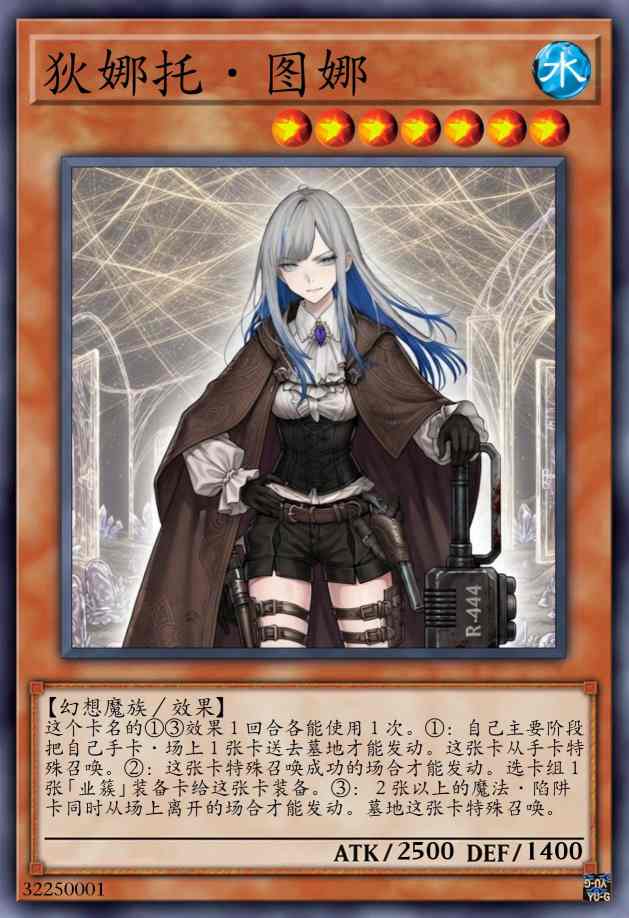 狄娜托·图娜
水
R-444
【幻想魔族／效果】
这个卡名的①③效果1回合各能使用1次。①：自己主要阶段
把自己手卡·场上1张卡送去墓地才能发动。这张卡从手卡特
殊召唤。②：这张卡特殊召唤成功的场合才能发动。选卡组1
张「业簇」装备卡给这张卡装备。③：2张以上的魔法·陷阱
卡同时从场上离开的场合才能发动。墓地这张卡特殊召唤。
ATK/2500 DEF/1400
32250001
YU-G
YU-G